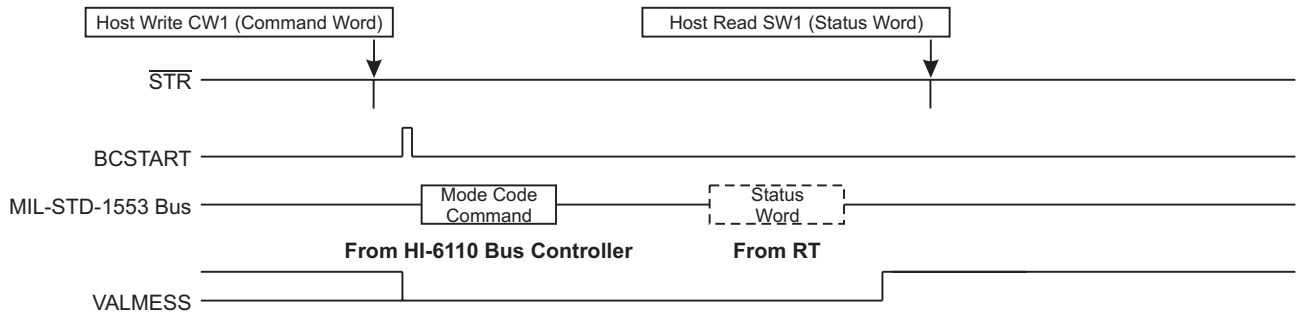 Host Write CW1 (Command Word)
Host Read SW1 (Status Word)
STR
BCSTART
MIL-STD-1553 Bus
Mode Code
Command
Status
Word
From HI-6110 Bus Controller
From RT
VALMESS